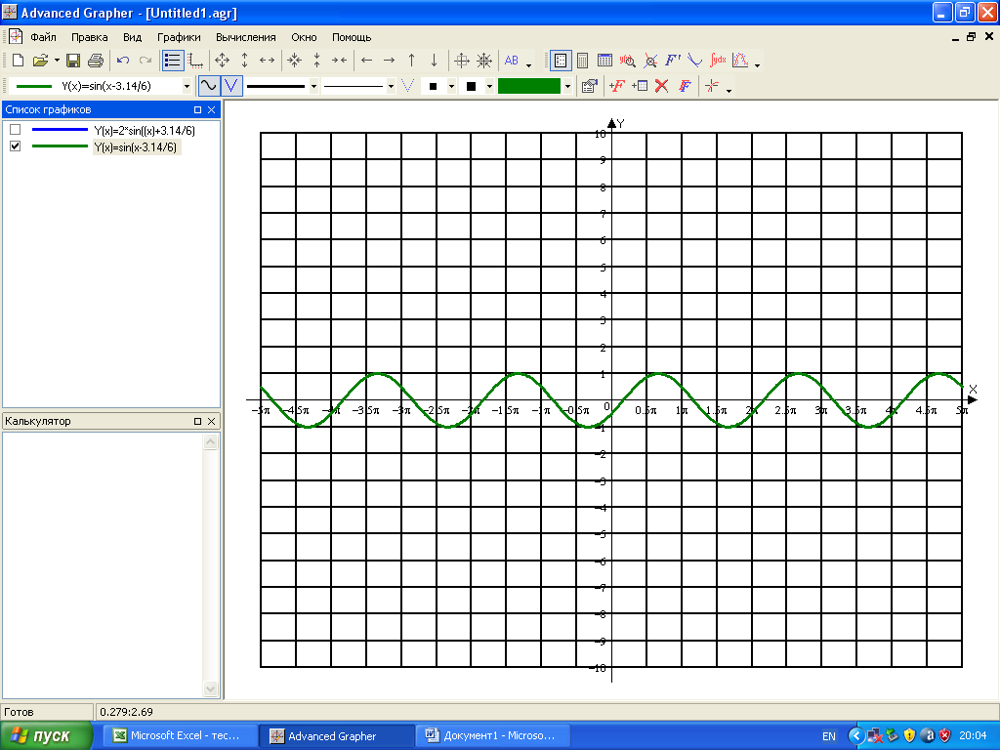 Advanced Grapher - [Untitled1.agr]
Файл Правка Вид Графики Вычисления Окно Помощь
AB F' ∫ydx
Y(x)=sin(x-3.14/6) +F F
Список графиков
Y(x)=2*sin((x)+3.14/6)
Y(x)=sin(x-3.14/6)
Калькулятор
Y
10
9
8
7
6
5
4
3
2
1
X
-5π -4.5π -4π -3.5π -3π -2.5π -2π -1.5π -1π -0.5π 0 0.5π 1π 1.5π 2π 2.5π 3π 3.5π 4π 4.5π 5π
-1
-2
-3
-4
-5
-6
-7
-8
-9
-10
Готов 0.279:2.69
пуск Microsoft Excel - тес... Advanced Grapher Документ1 - Microso... EN 20:04